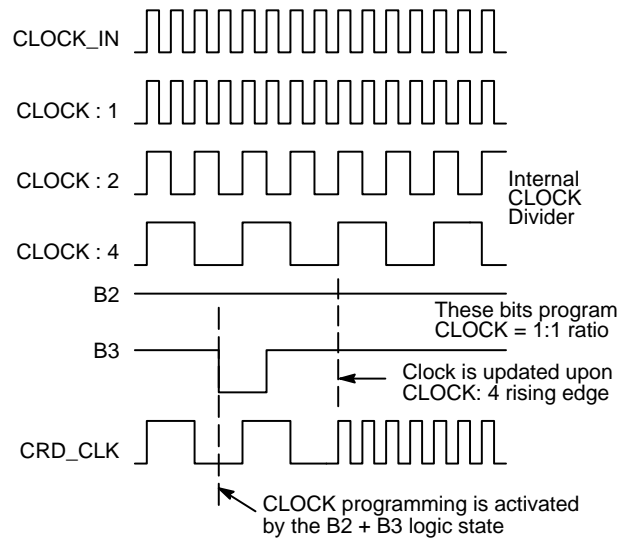 CLOCK_IN
CLOCK : 1
CLOCK : 2
Internal
CLOCK
Divider
CLOCK : 4
B2
These bits program
CLOCK = 1:1 ratio
B3
Clock is updated upon
CLOCK: 4 rising edge
CRD_CLK
CLOCK programming is activated
by the B2 + B3 logic state